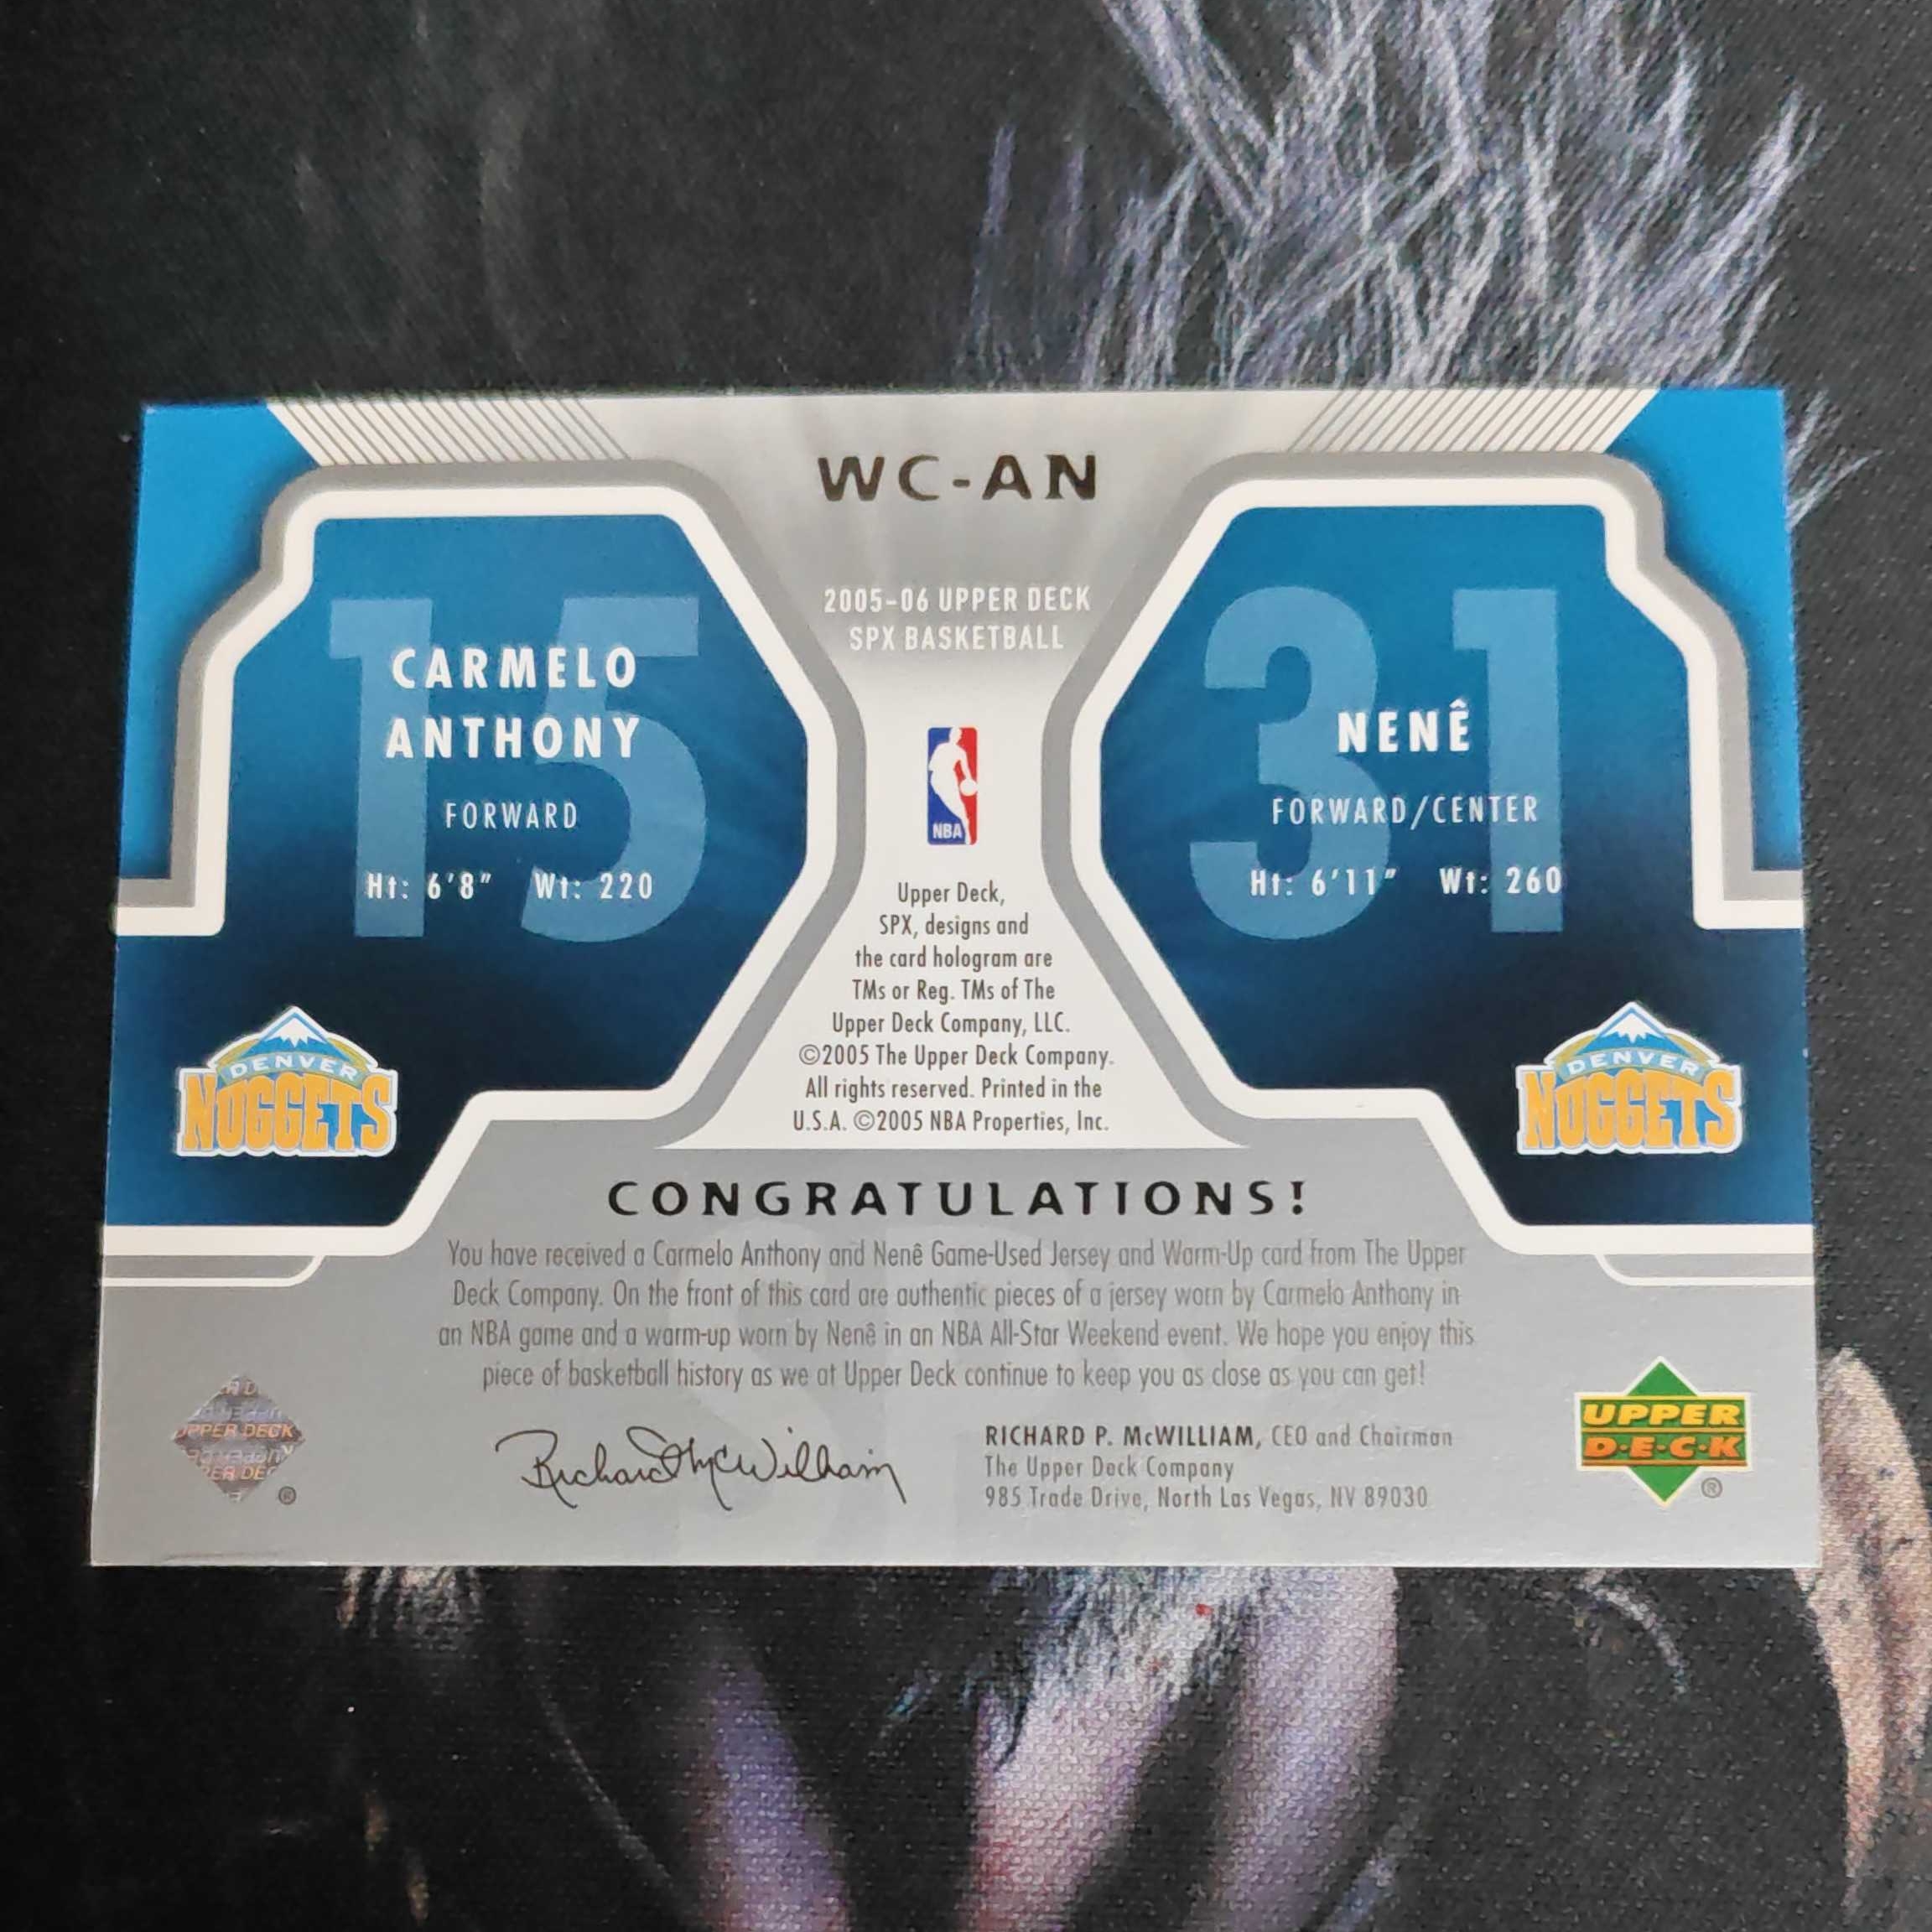 WC-AN
2005-06 UPPER DECK
SPX BASKETBALL
15
CARMELO
ANTHONY
FORWARD
Ht: 6'8" Wt: 220
DENVER
NUGGETS
31
NENÊ
FORWARD/CENTER
Ht: 6'11" Wt: 260
DENVER
NUGGETS
NBA
Upper Deck,
SPX, designs and
the card hologram are
TMs or Reg. TMs of The
Upper Deck Company, LLC.
©2005 The Upper Deck Company.
All rights reserved. Printed in the
U.S.A. ©2005 NBA Properties, Inc.
CONGRATULATIONS!
You have received a Carmelo Anthony and Nenê Game-Used Jersey and Warm-Up card from The Upper
Deck Company. On the front of this card are authentic pieces of a jersey worn by Carmelo Anthony in
an NBA game and a warm-up worn by Nenê in an NBA All-Star Weekend event. We hope you enjoy this
piece of basketball history as we at Upper Deck continue to keep you as close as you can get!
UPPER DECK
®
Richard McWilliam
RICHARD P. McWILLIAM, CEO and Chairman
The Upper Deck Company
985 Trade Drive, North Las Vegas, NV 89030
UPPER
D·E·C·K
®